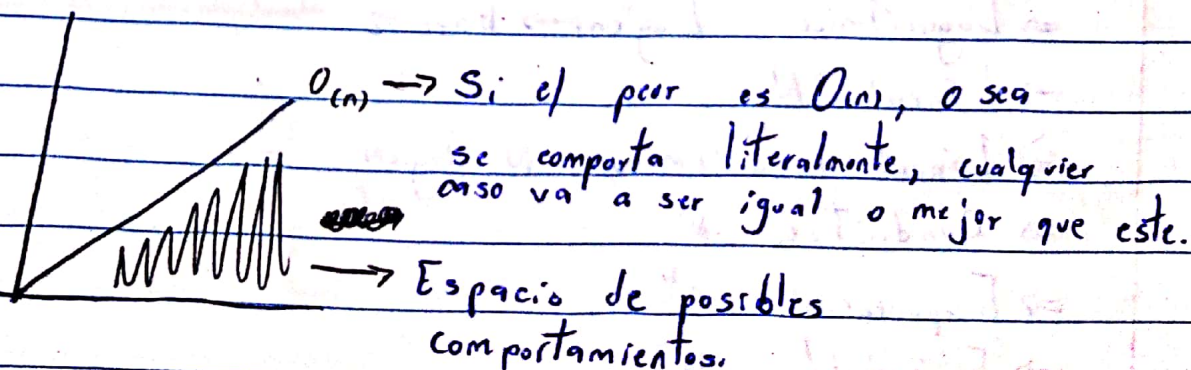 O(n) → Si el peor es O(n), o sea
se comporta literalmente, cualquier
caso va a ser igual o mejor que este.
→ Espacio de posibles
comportamientos.